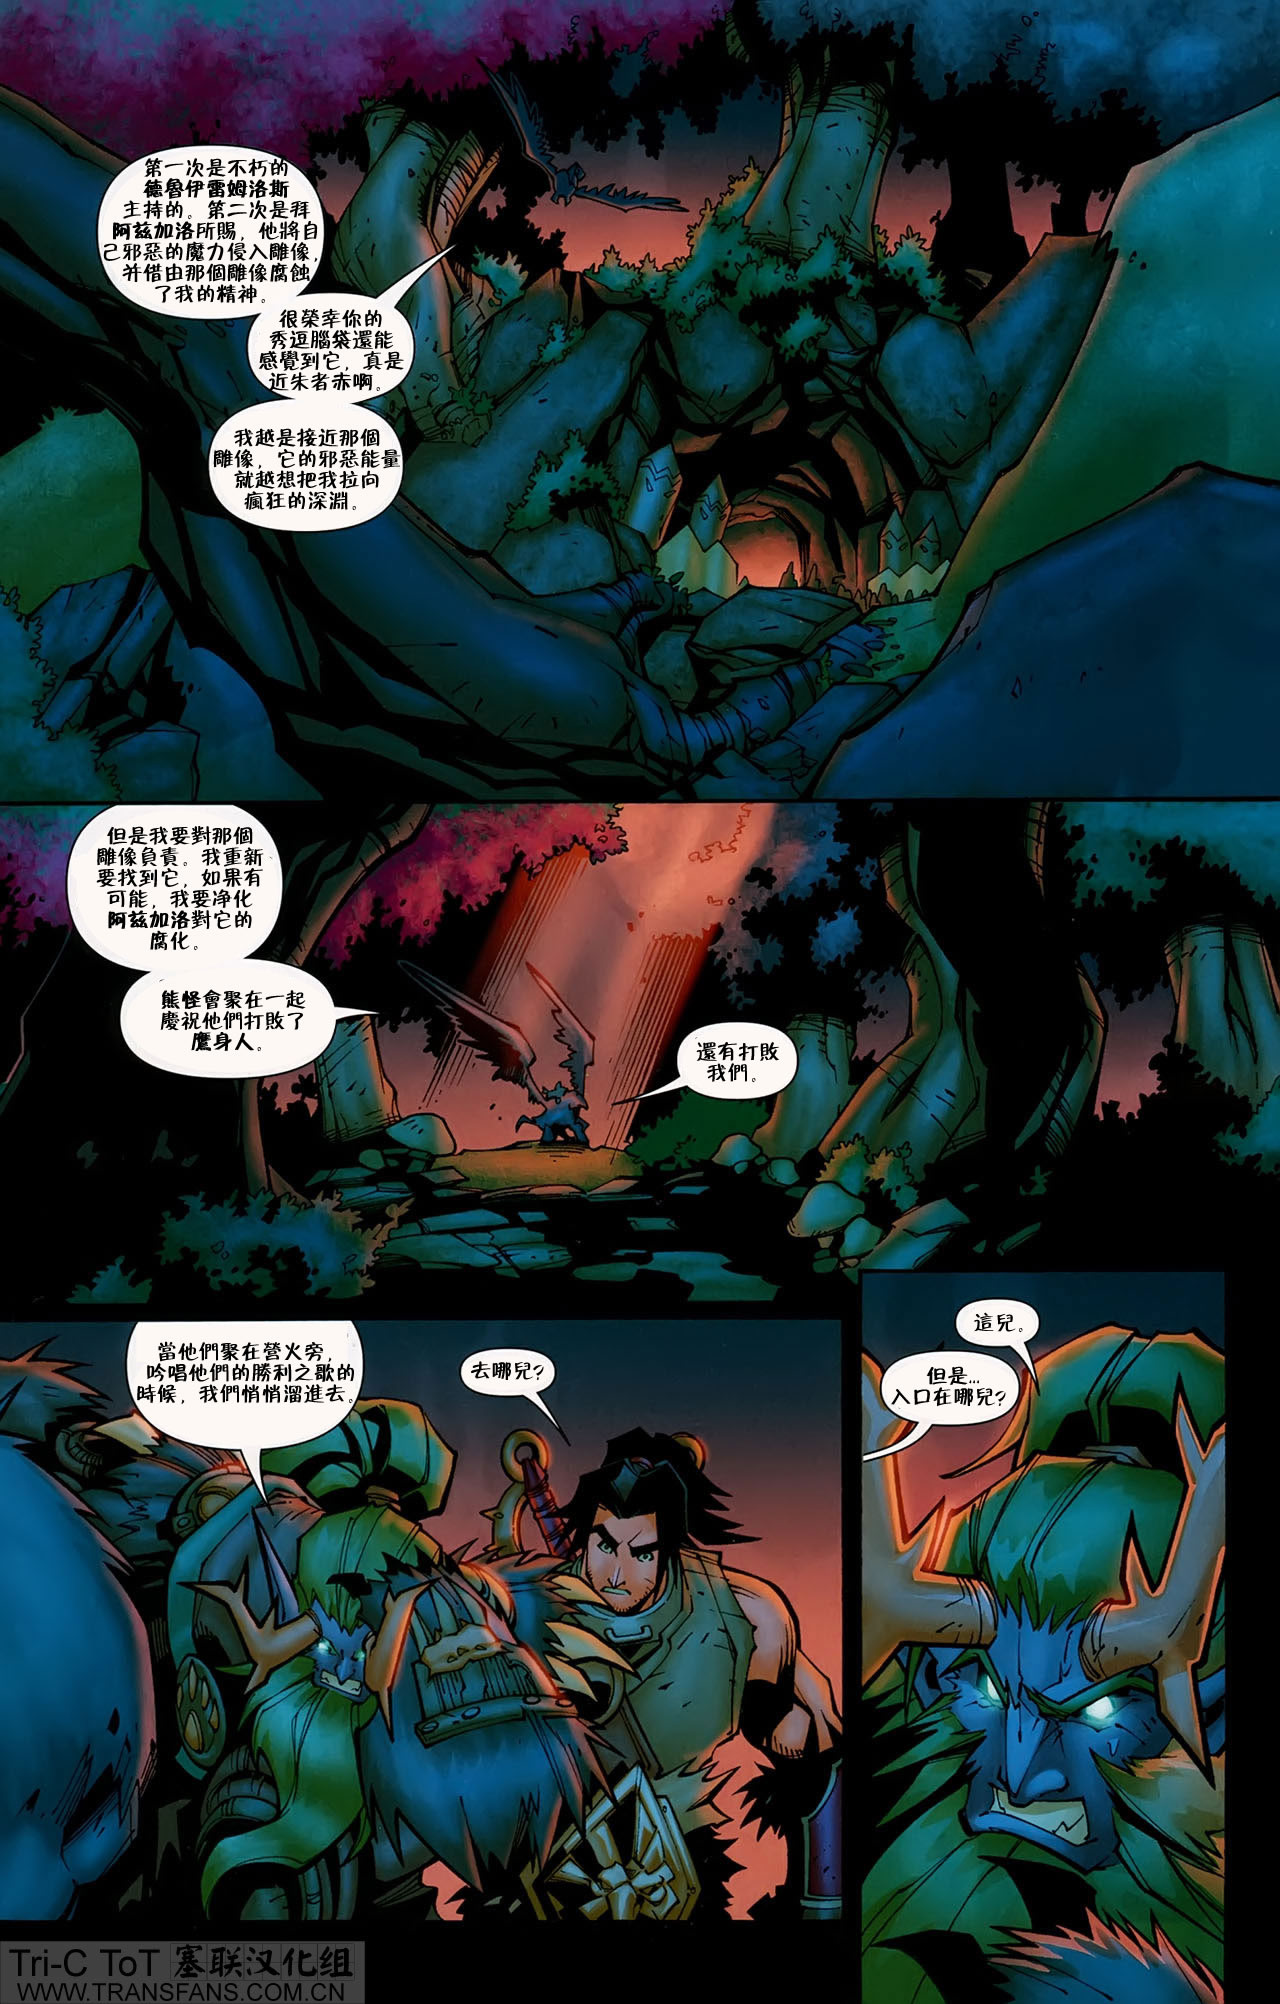 第一次是不朽的
德魯伊雷姆洛斯
主持的。第二次是拜
阿茲加洛所賜，他將自
己邪惡的魔力侵入雕像，
并借由那個雕像腐蝕
了我的精神。
很榮幸你的
秀逗腦袋還能
感覺到它，真是
近朱者赤啊。
我越是接近那個
雕像，它的邪惡能量
就越想把我拉向
瘋狂的深淵。
但是我要對那個
雕像負責。我重新
要找到它，如果有
可能，我要净化
阿茲加洛對它的
腐化。
熊怪會聚在一起
慶祝他們打敗了
鷹身人。
還有打敗
我們。
當他們聚在營火旁，
吟唱他們的勝利之歌的
時候，我們悄悄溜進去。
去哪兒?
這兒。
但是...
入口在哪兒?
Tri-C ToT 塞联汉化组
WWW.TRANSFANS.COM.CN